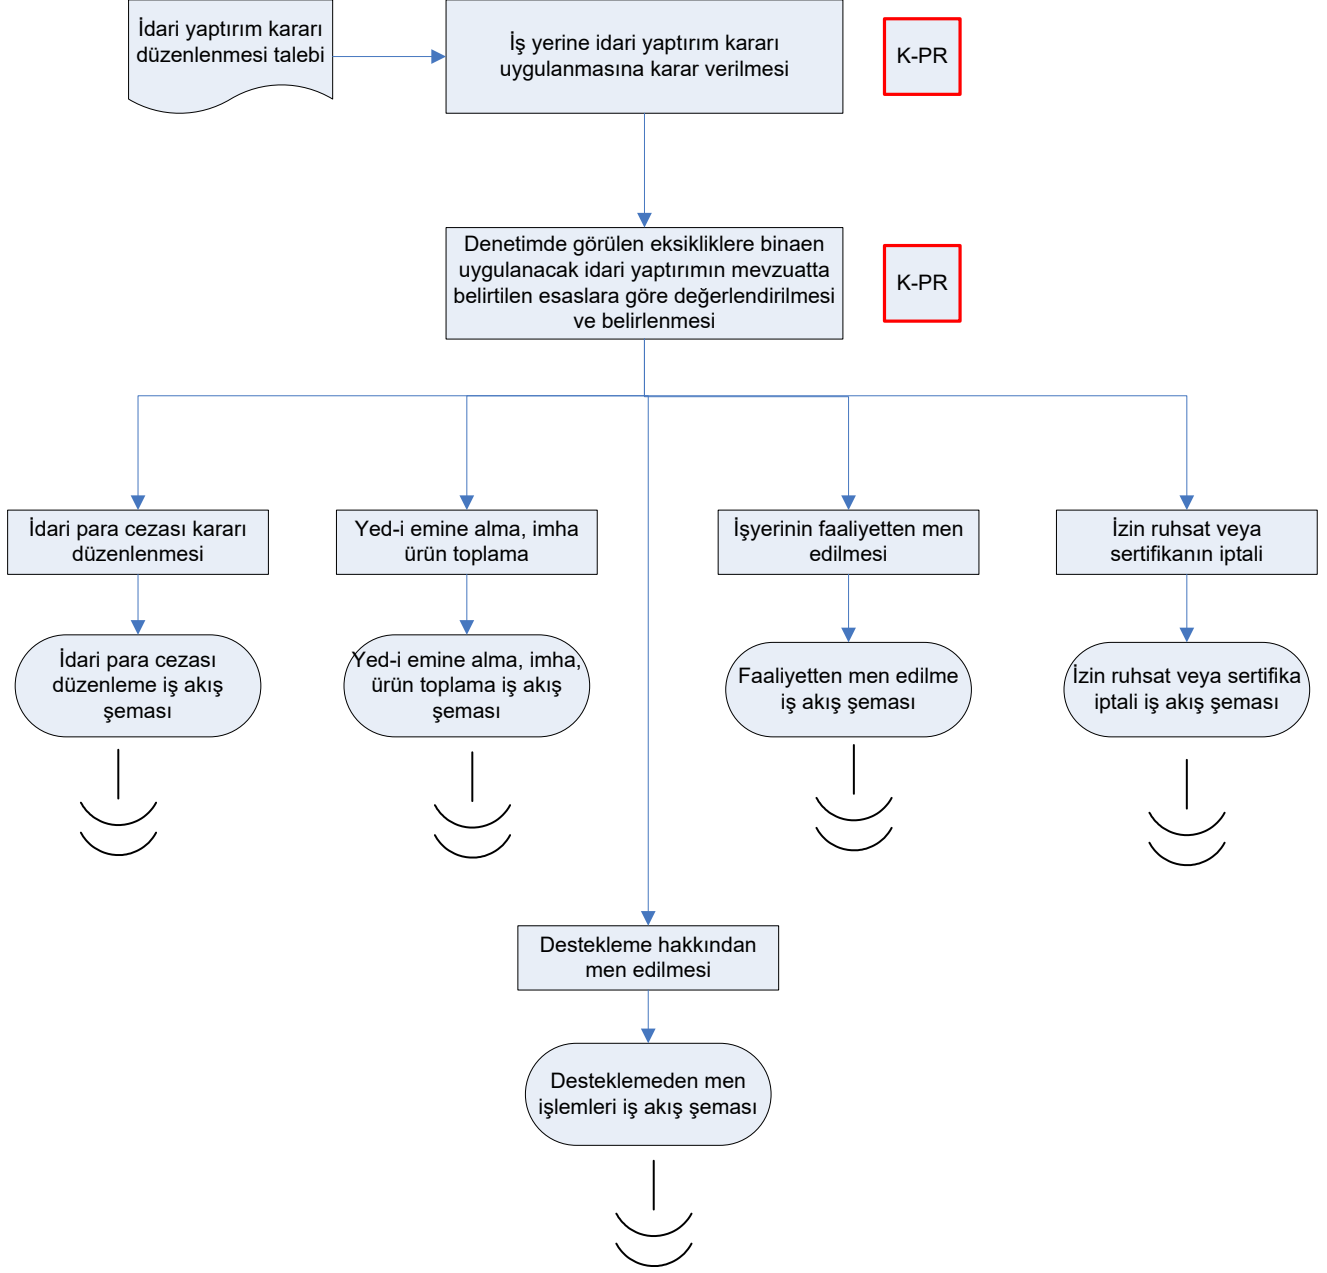 İdari yaptırım kararı
düzenlenmesi talebi
İş yerine idari yaptırım kararı
uygulanmasına karar verilmesi
K-PR
Denetimde görülen eksikliklere binaen
uygulanacak idari yaptırımın mevzuatta
belirtilen esaslara göre değerlendirilmesi
ve belirlenmesi
K-PR
İdari para cezası kararı
düzenlenmesi
Yed-i emine alma, imha
ürün toplama
İşyerinin faaliyetten men
edilmesi
İzin ruhsat veya
sertifikanın iptali
İdari para cezası
düzenleme iş akış
şeması
Yed-i emine alma, imha,
ürün toplama iş akış
şeması
Faaliyetten men edilme
iş akış şeması
İzin ruhsat veya sertifika
iptali iş akış şeması
Destekleme hakkından
men edilmesi
Desteklemeden men
işlemleri iş akış şeması